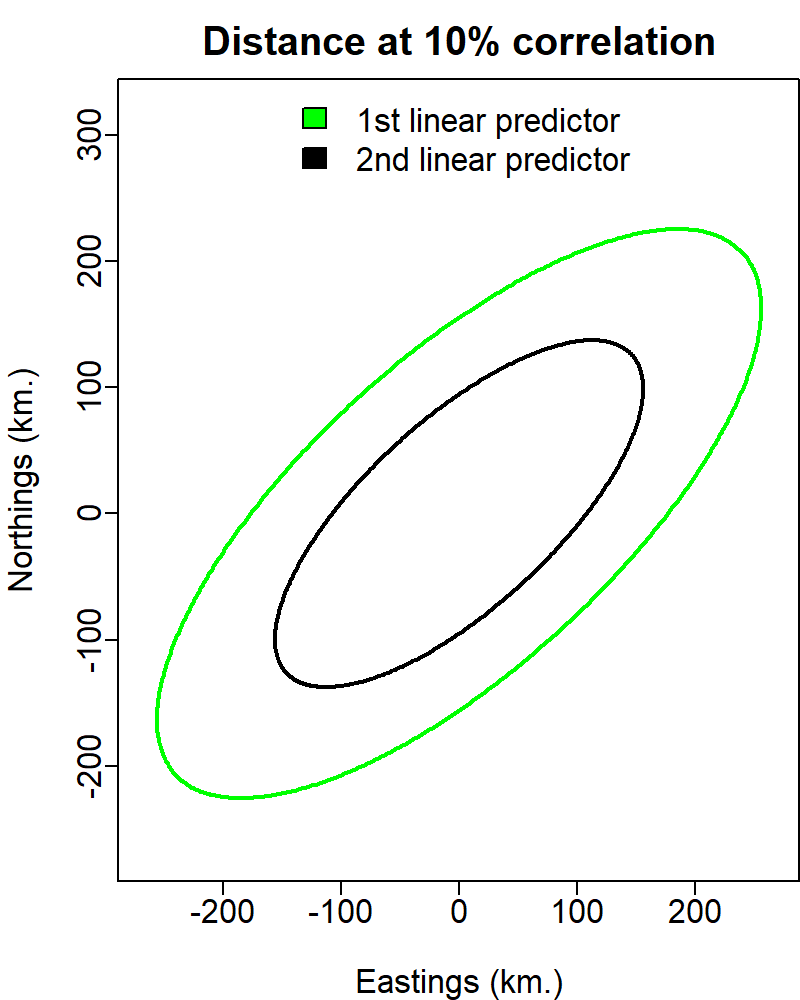 Distance at 10% correlation
1st linear predictor
2nd linear predictor
300
200
100
0
-100
-200
Northings (km.)
-200 -100 0 100 200
Eastings (km.)